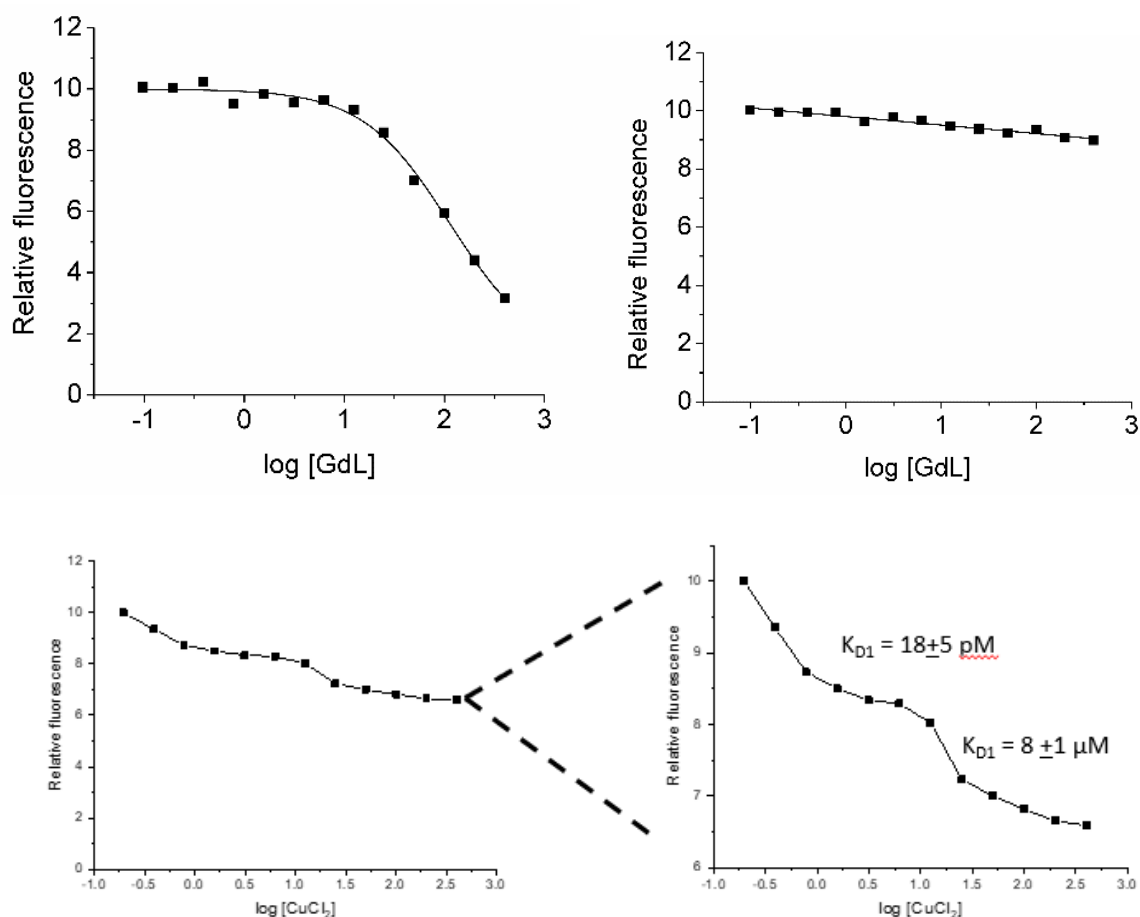 12
10
8
6
4
2
0
Relative fluorescence
-1 0 1 2 3
log [GdL]
12
10
8
6
4
2
0
Relative fluorescence
-1 0 1 2 3
log [GdL]
12
10
8
6
4
2
0
Relative fluorescence
-1.0 -0.5 0.0 0.5 1.0 1.5 2.0 2.5 3.0
log [CuCl₂]
10
9
8
7
6
Relative fluorescence
K_D1 = 18±5 pM
K_D1 = 8 ±1 µM
-1.0 -0.5 0.0 0.5 1.0 1.5 2.0 2.5 3.0
log [CuCl₂]